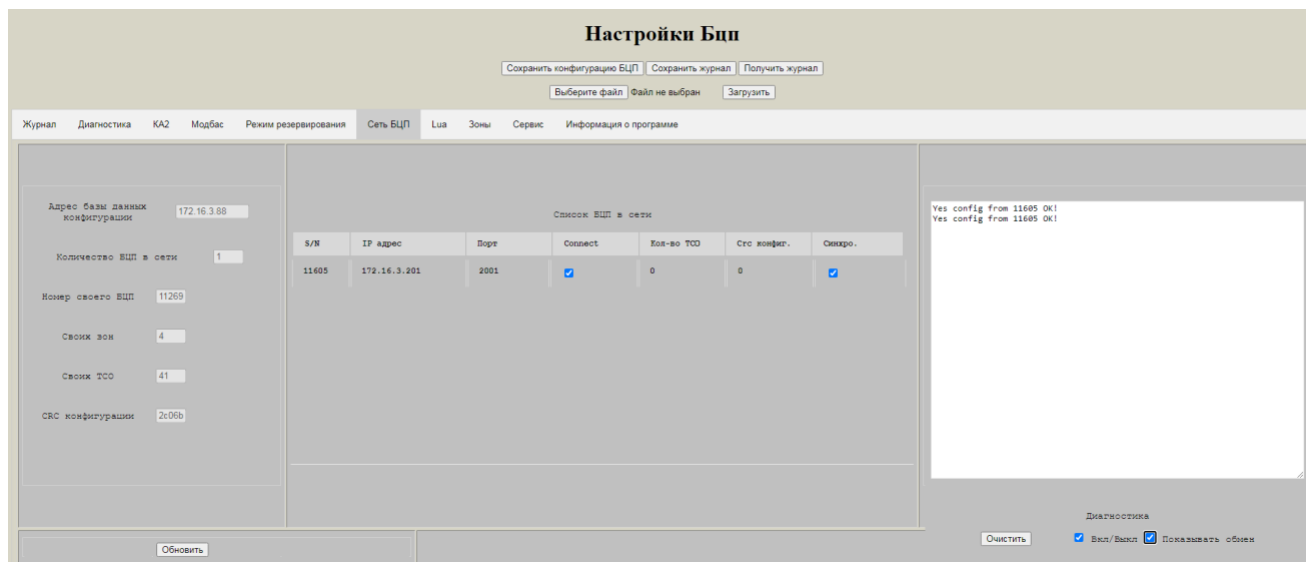 Настройки Бцп
Сохранить конфигурацию БЦП Сохранить журнал Получить журнал
Выберите файл Файл не выбран Загрузить
Журнал Диагностика КА2 Модбас Режим резервирования Сеть БЦП Lua Зоны Сервис Информация о программе
Адрес базы данных
конфигурации 172.16.3.88
Количество БЦП в сети 1
Номер своего БЦП 11269
Своих зон 4
Своих ТСО 41
CRC конфигурации 2c06b
Список БЦП в сети
S/N IP адрес Порт Connect Кол-во ТСО Crc конфиг. Синхро.
11605 172.16.3.201 2001 0 0
Yes config from 11605 OK!
Yes config from 11605 OK!
Диагностика
Очистить Вкл/Выкл Показывать обмен
Обновить